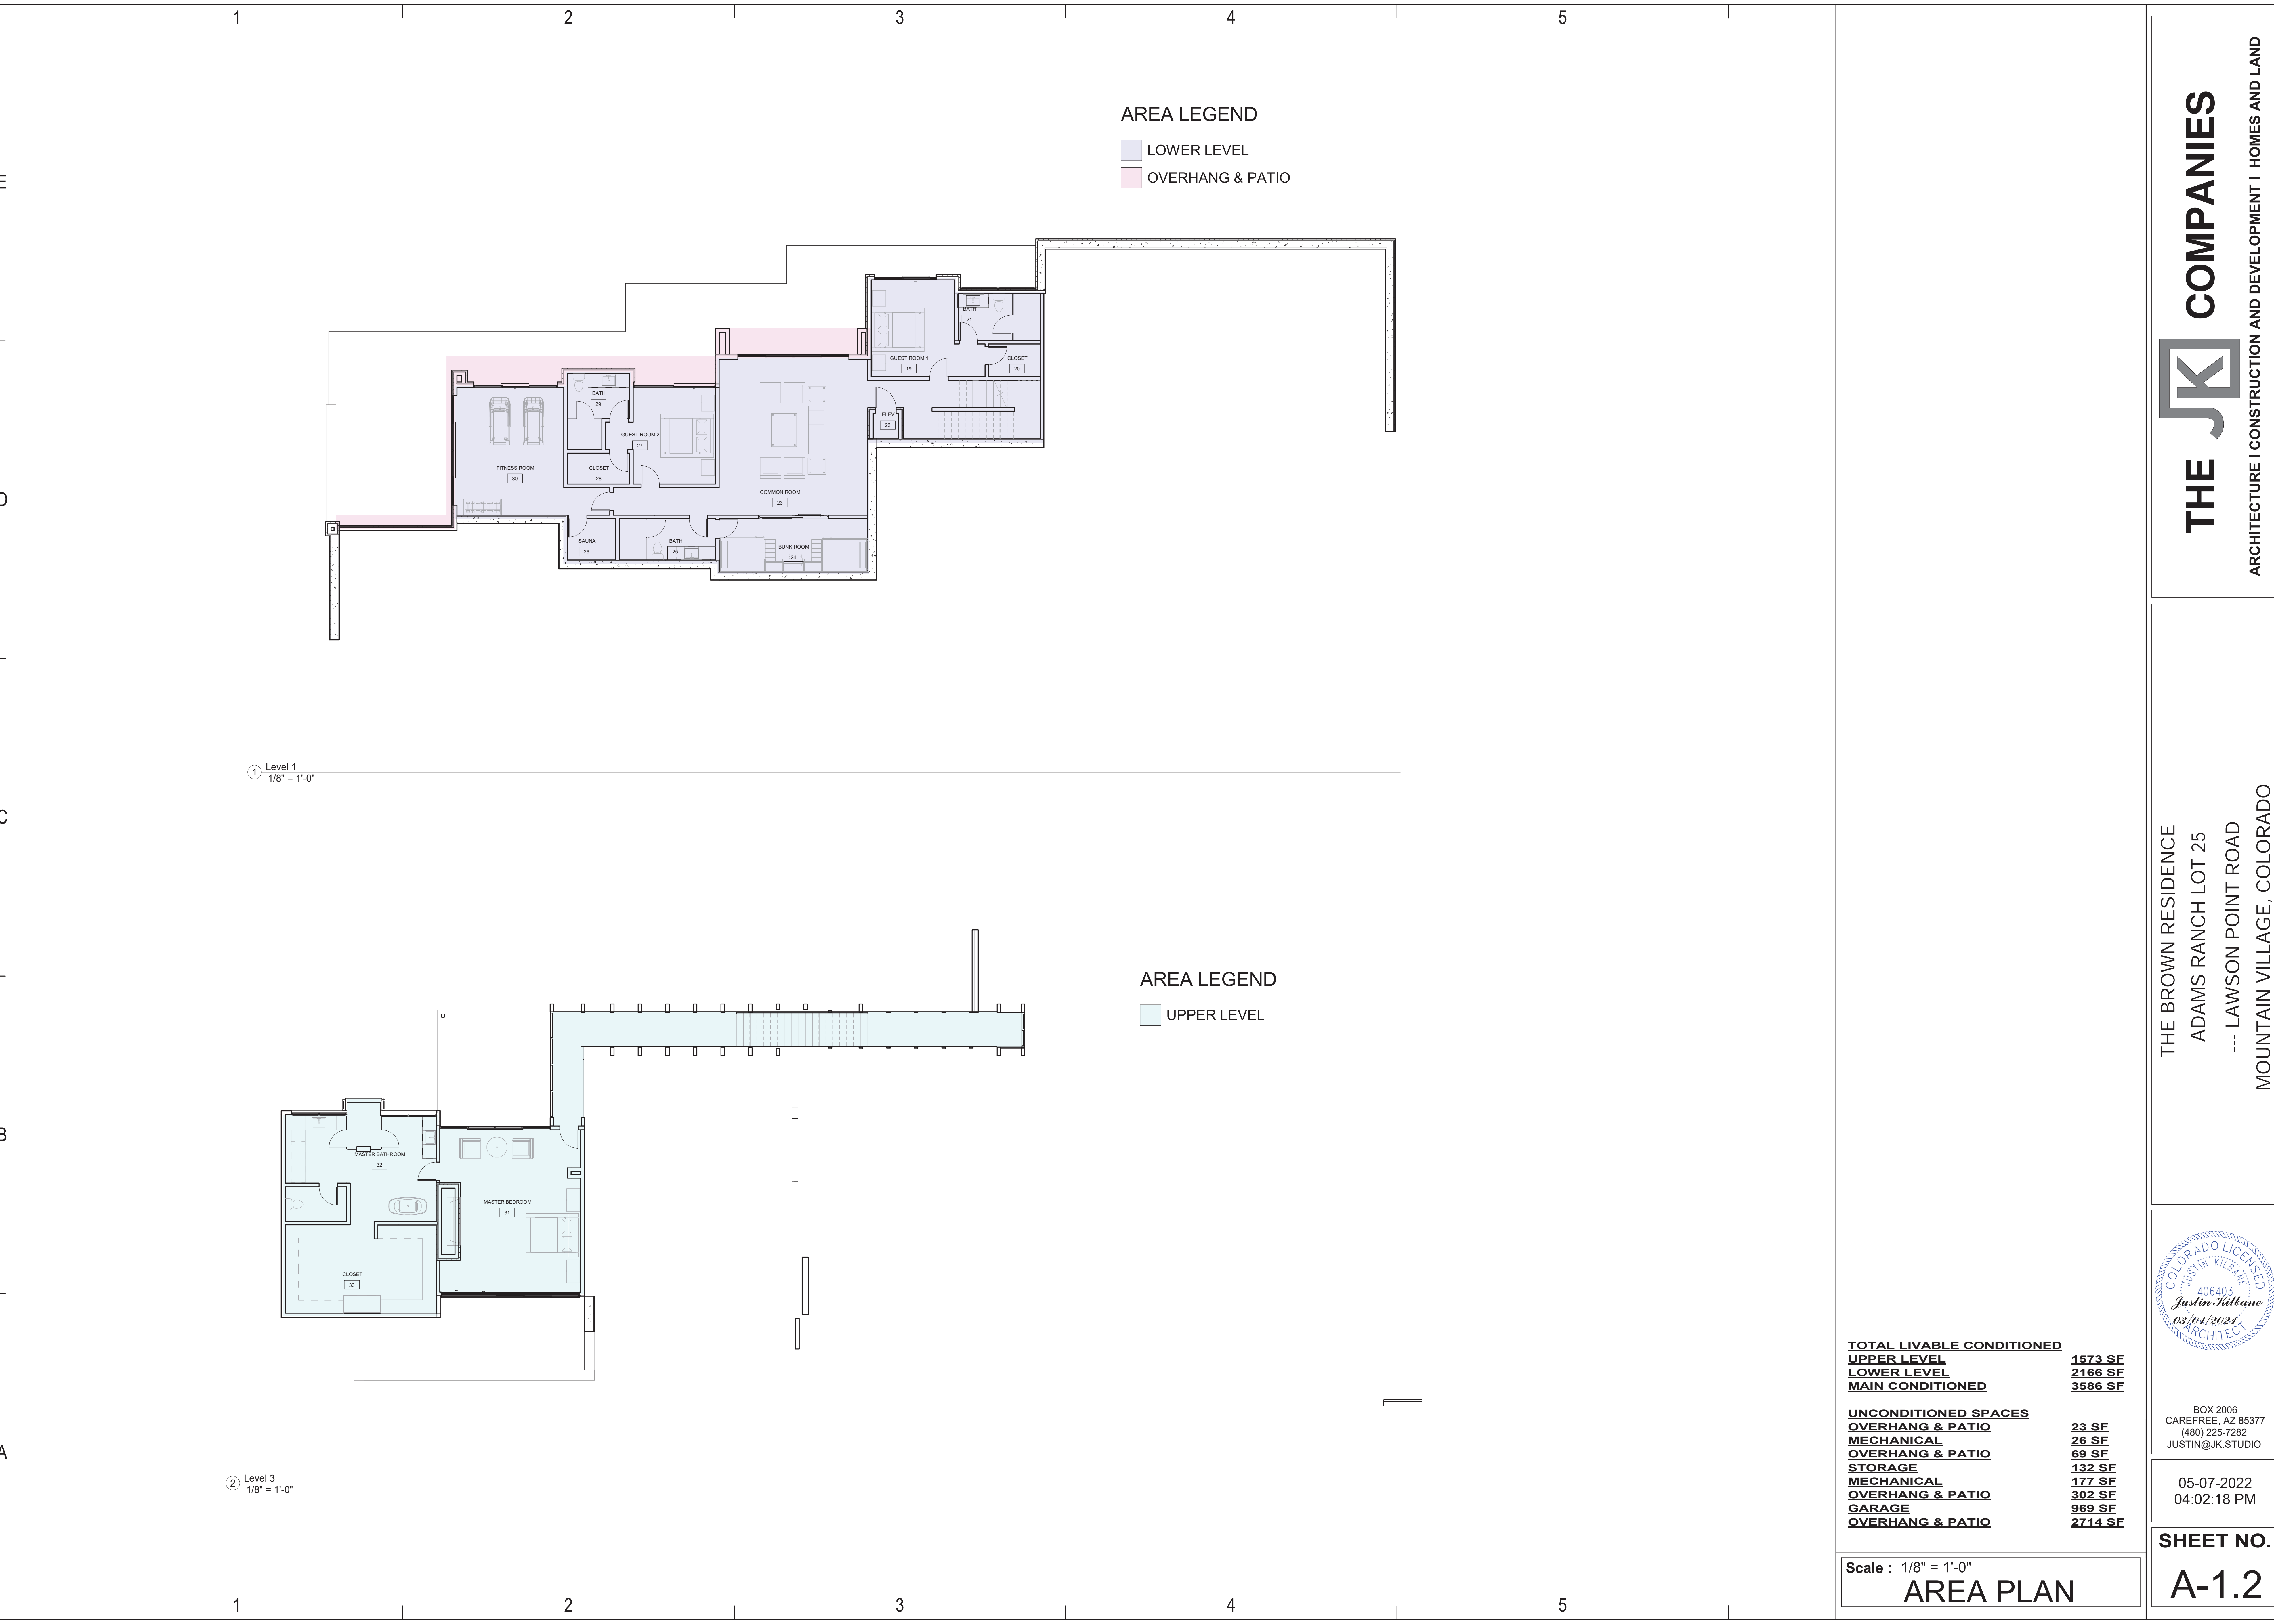 1 2 3 4 5
E
D
C
B
A
AREA LEGEND
LOWER LEVEL
OVERHANG & PATIO
BATH
21
GUEST ROOM 1
19
CLOSET
20
ELEV
22
BATH
29
GUEST ROOM 2
27
FITNESS ROOM
30
CLOSET
28
COMMON ROOM
23
SAUNA
26
BATH
25
BUNK ROOM
24
1 Level 1
1/8" = 1'-0"
AREA LEGEND
UPPER LEVEL
MASTER BATHROOM
32
MASTER BEDROOM
31
CLOSET
33
2 Level 3
1/8" = 1'-0"
1 2 3 4 5
TOTAL LIVABLE CONDITIONED
UPPER LEVEL 1573 SF
LOWER LEVEL 2166 SF
MAIN CONDITIONED 3586 SF
UNCONDITIONED SPACES
OVERHANG & PATIO 23 SF
MECHANICAL 26 SF
OVERHANG & PATIO 69 SF
STORAGE 132 SF
MECHANICAL 177 SF
OVERHANG & PATIO 302 SF
GARAGE 969 SF
OVERHANG & PATIO 2714 SF
Scale : 1/8" = 1'-0"
AREA PLAN
THE JK COMPANIES
ARCHITECTURE I CONSTRUCTION AND DEVELOPMENT I HOMES AND LAND
THE BROWN RESIDENCE
ADAMS RANCH LOT 25
--- LAWSON POINT ROAD
MOUNTAIN VILLAGE, COLORADO
COLORADO LICENSED
JUSTIN KILBANE
406403
Justin Kilbane
03/01/2021
ARCHITECT
BOX 2006
CAREFREE, AZ 85377
(480) 225-7282
JUSTIN@JK.STUDIO
05-07-2022
04:02:18 PM
SHEET NO.
A-1.2